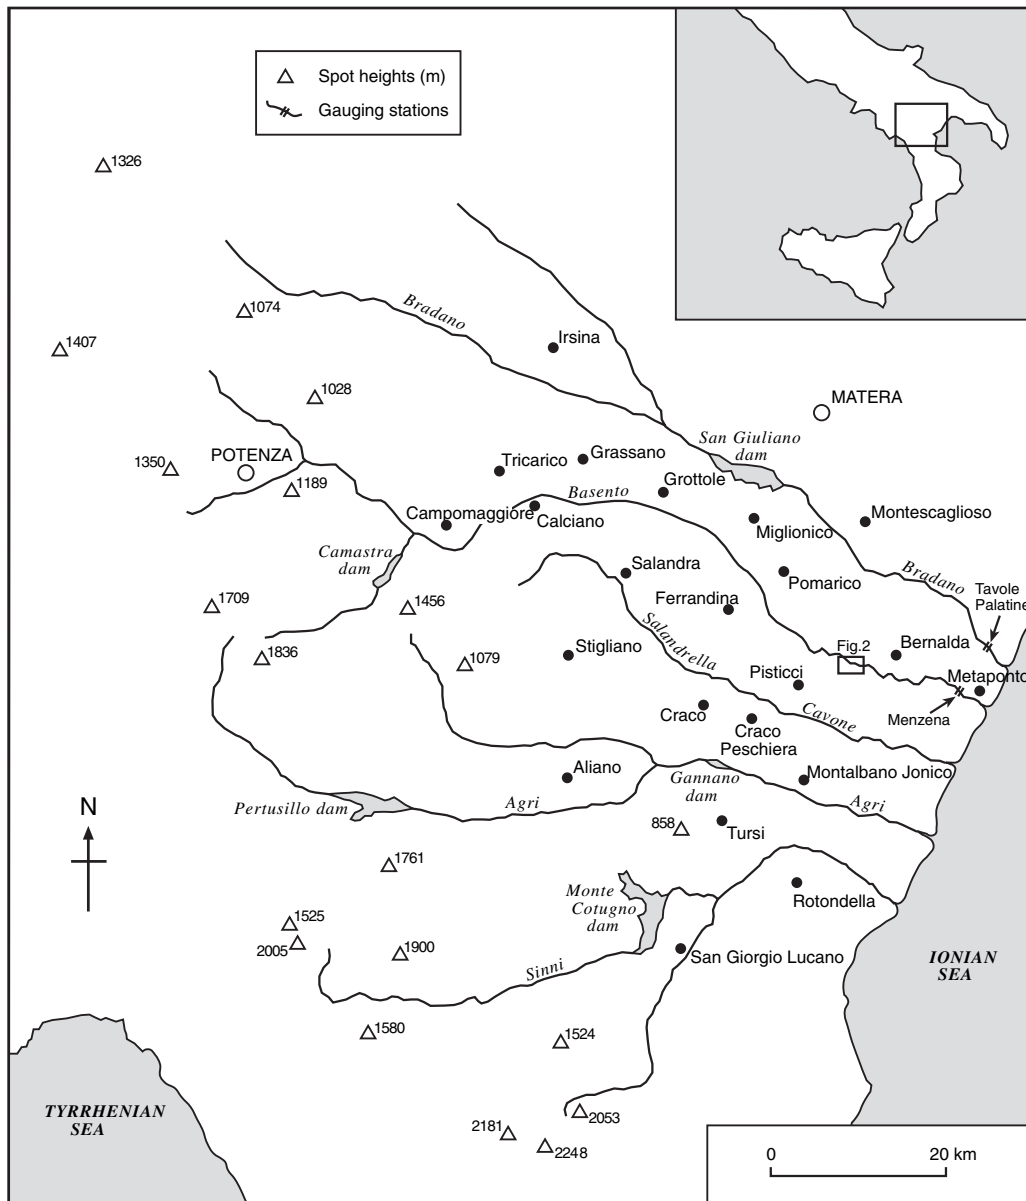 Spot heights (m)
Gauging stations
1326
1074
1407
Bradano
Irsina
1028
MATERA
San Giuliano
dam
POTENZA
1350
1189
Tricarico
Grassano
Grottole
Basento
Campomaggiore
Calciano
Miglionico
Montescaglioso
Camastra
dam
Salandra
Pomarico
Bradano
Tavole
Palatine
1709
1456
Ferrandina
Salandrella
1836
1079
Stigliano
Fig.2
Bernalda
Pisticci
Metaponto
Menzena
Craco
Craco
Peschiera
Cavone
Aliano
Gannano
dam
Montalbano Jonico
Pertusillo dam
Agri
Agri
N
858
Tursi
1761
Monte
Cotugno
dam
Rotondella
1525
2005
1900
Sinni
San Giorgio Lucano
IONIAN
SEA
1580
1524
TYRRHENIAN
SEA
2053
2181
2248
0
20 km